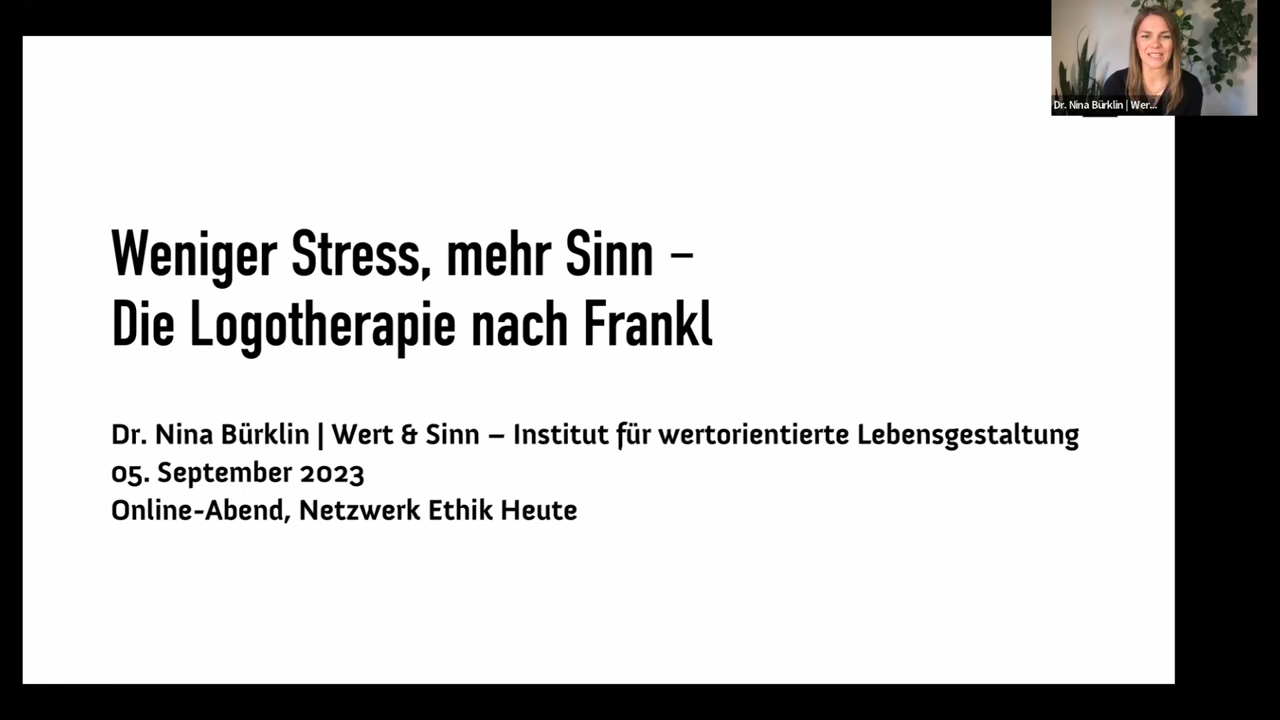 Dr. Nina Bürklin | Wer...
Weniger Stress, mehr Sinn –
Die Logotherapie nach Frankl
Dr. Nina Bürklin | Wert & Sinn – Institut für wertorientierte Lebensgestaltung
05. September 2023
Online-Abend, Netzwerk Ethik Heute